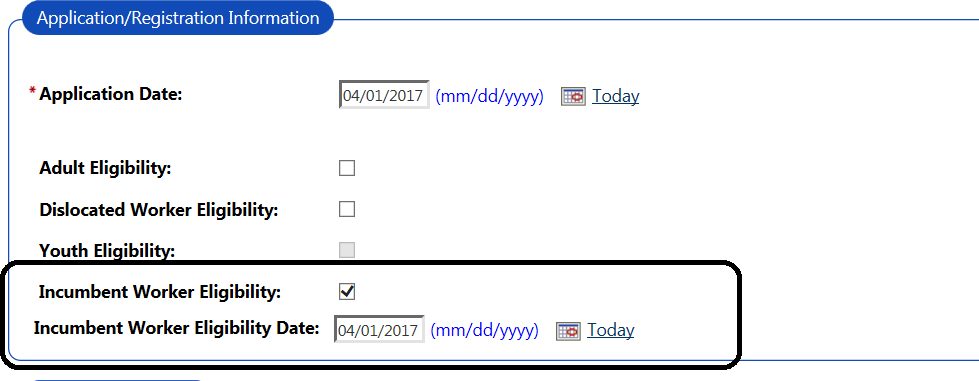 Application/Registration Information
* Application Date: 04/01/2017 (mm/dd/yyyy) Today
Adult Eligibility:
Dislocated Worker Eligibility:
Youth Eligibility:
Incumbent Worker Eligibility:
Incumbent Worker Eligibility Date: 04/01/2017 (mm/dd/yyyy) Today